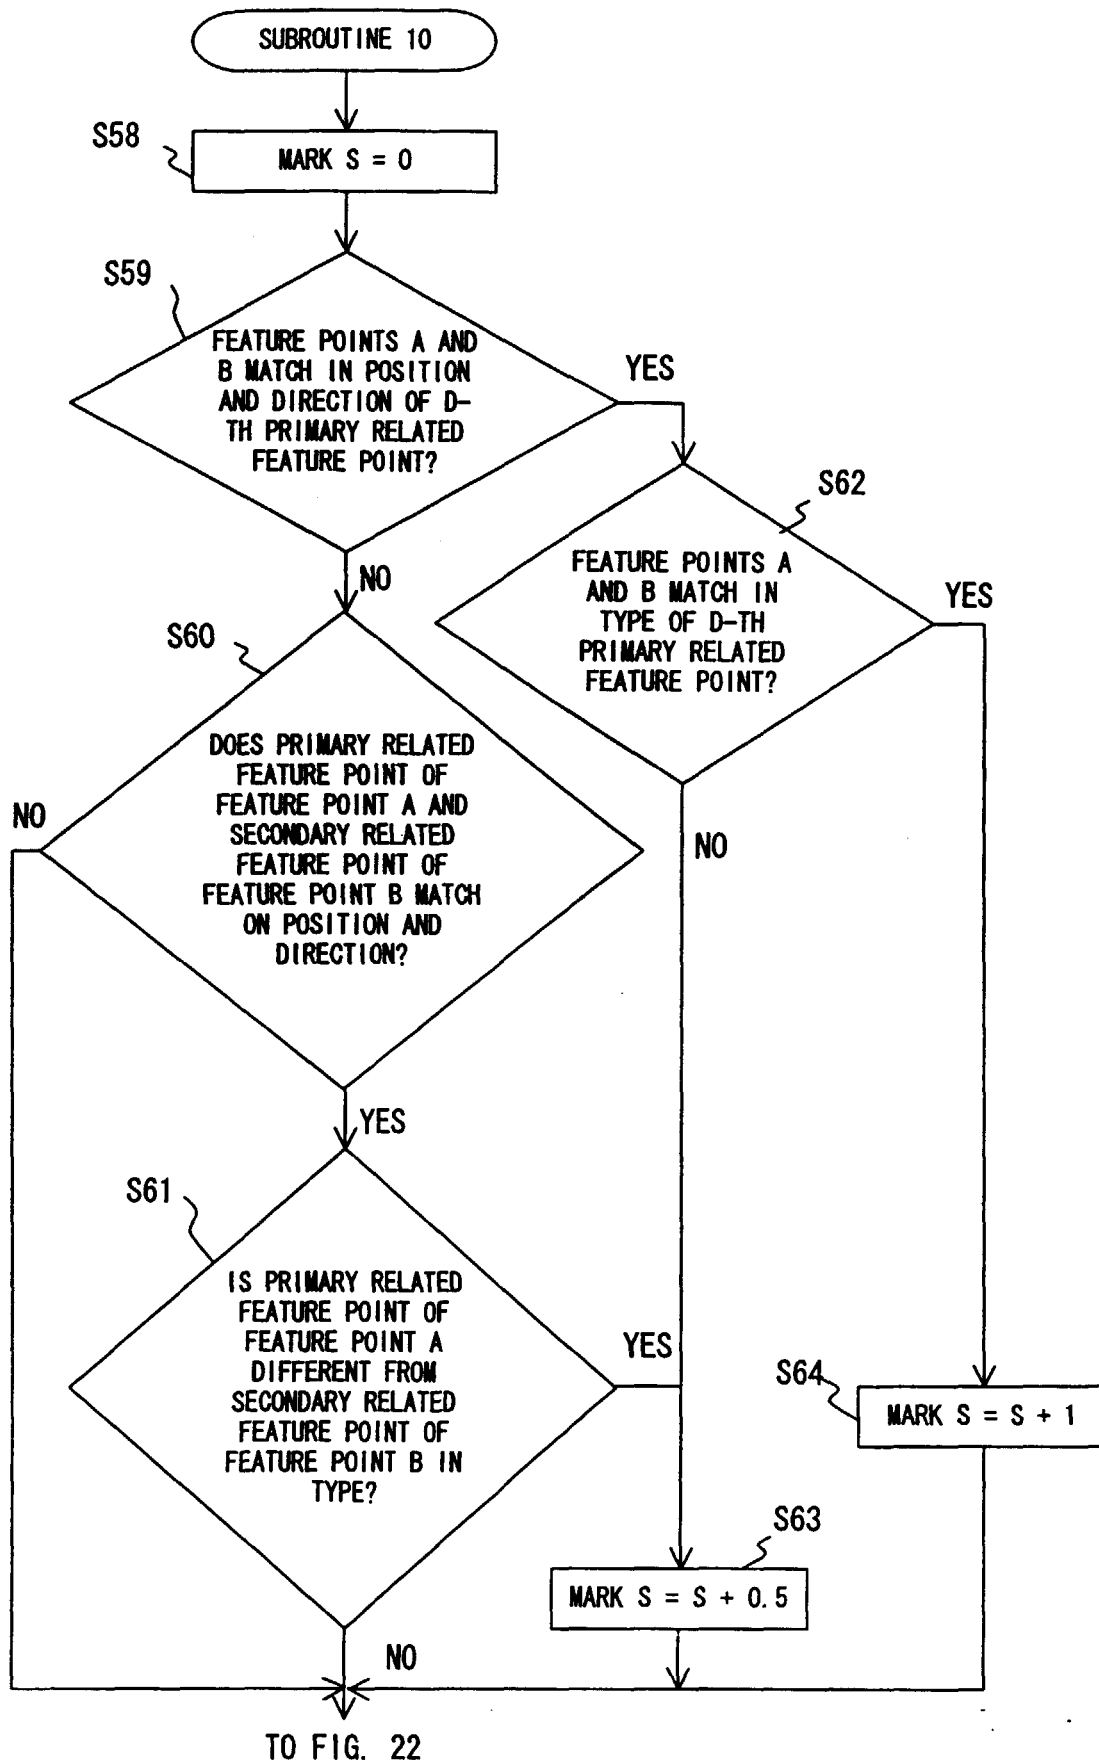 SUBROUTINE 10
S58
MARK S = 0
S59
FEATURE POINTS A AND
B MATCH IN POSITION
AND DIRECTION OF D-
TH PRIMARY RELATED
FEATURE POINT?
YES
NO
S62
FEATURE POINTS A
AND B MATCH IN
TYPE OF D-TH
PRIMARY RELATED
FEATURE POINT?
YES
NO
S60
DOES PRIMARY RELATED
FEATURE POINT OF
FEATURE POINT A AND
SECONDARY RELATED
FEATURE POINT OF
FEATURE POINT B MATCH
ON POSITION AND
DIRECTION?
NO
YES
S61
IS PRIMARY RELATED
FEATURE POINT OF
FEATURE POINT A
DIFFERENT FROM
SECONDARY RELATED
FEATURE POINT OF
FEATURE POINT B IN
TYPE?
YES
NO
S64
MARK S = S + 1
S63
MARK S = S + 0.5
TO FIG. 22